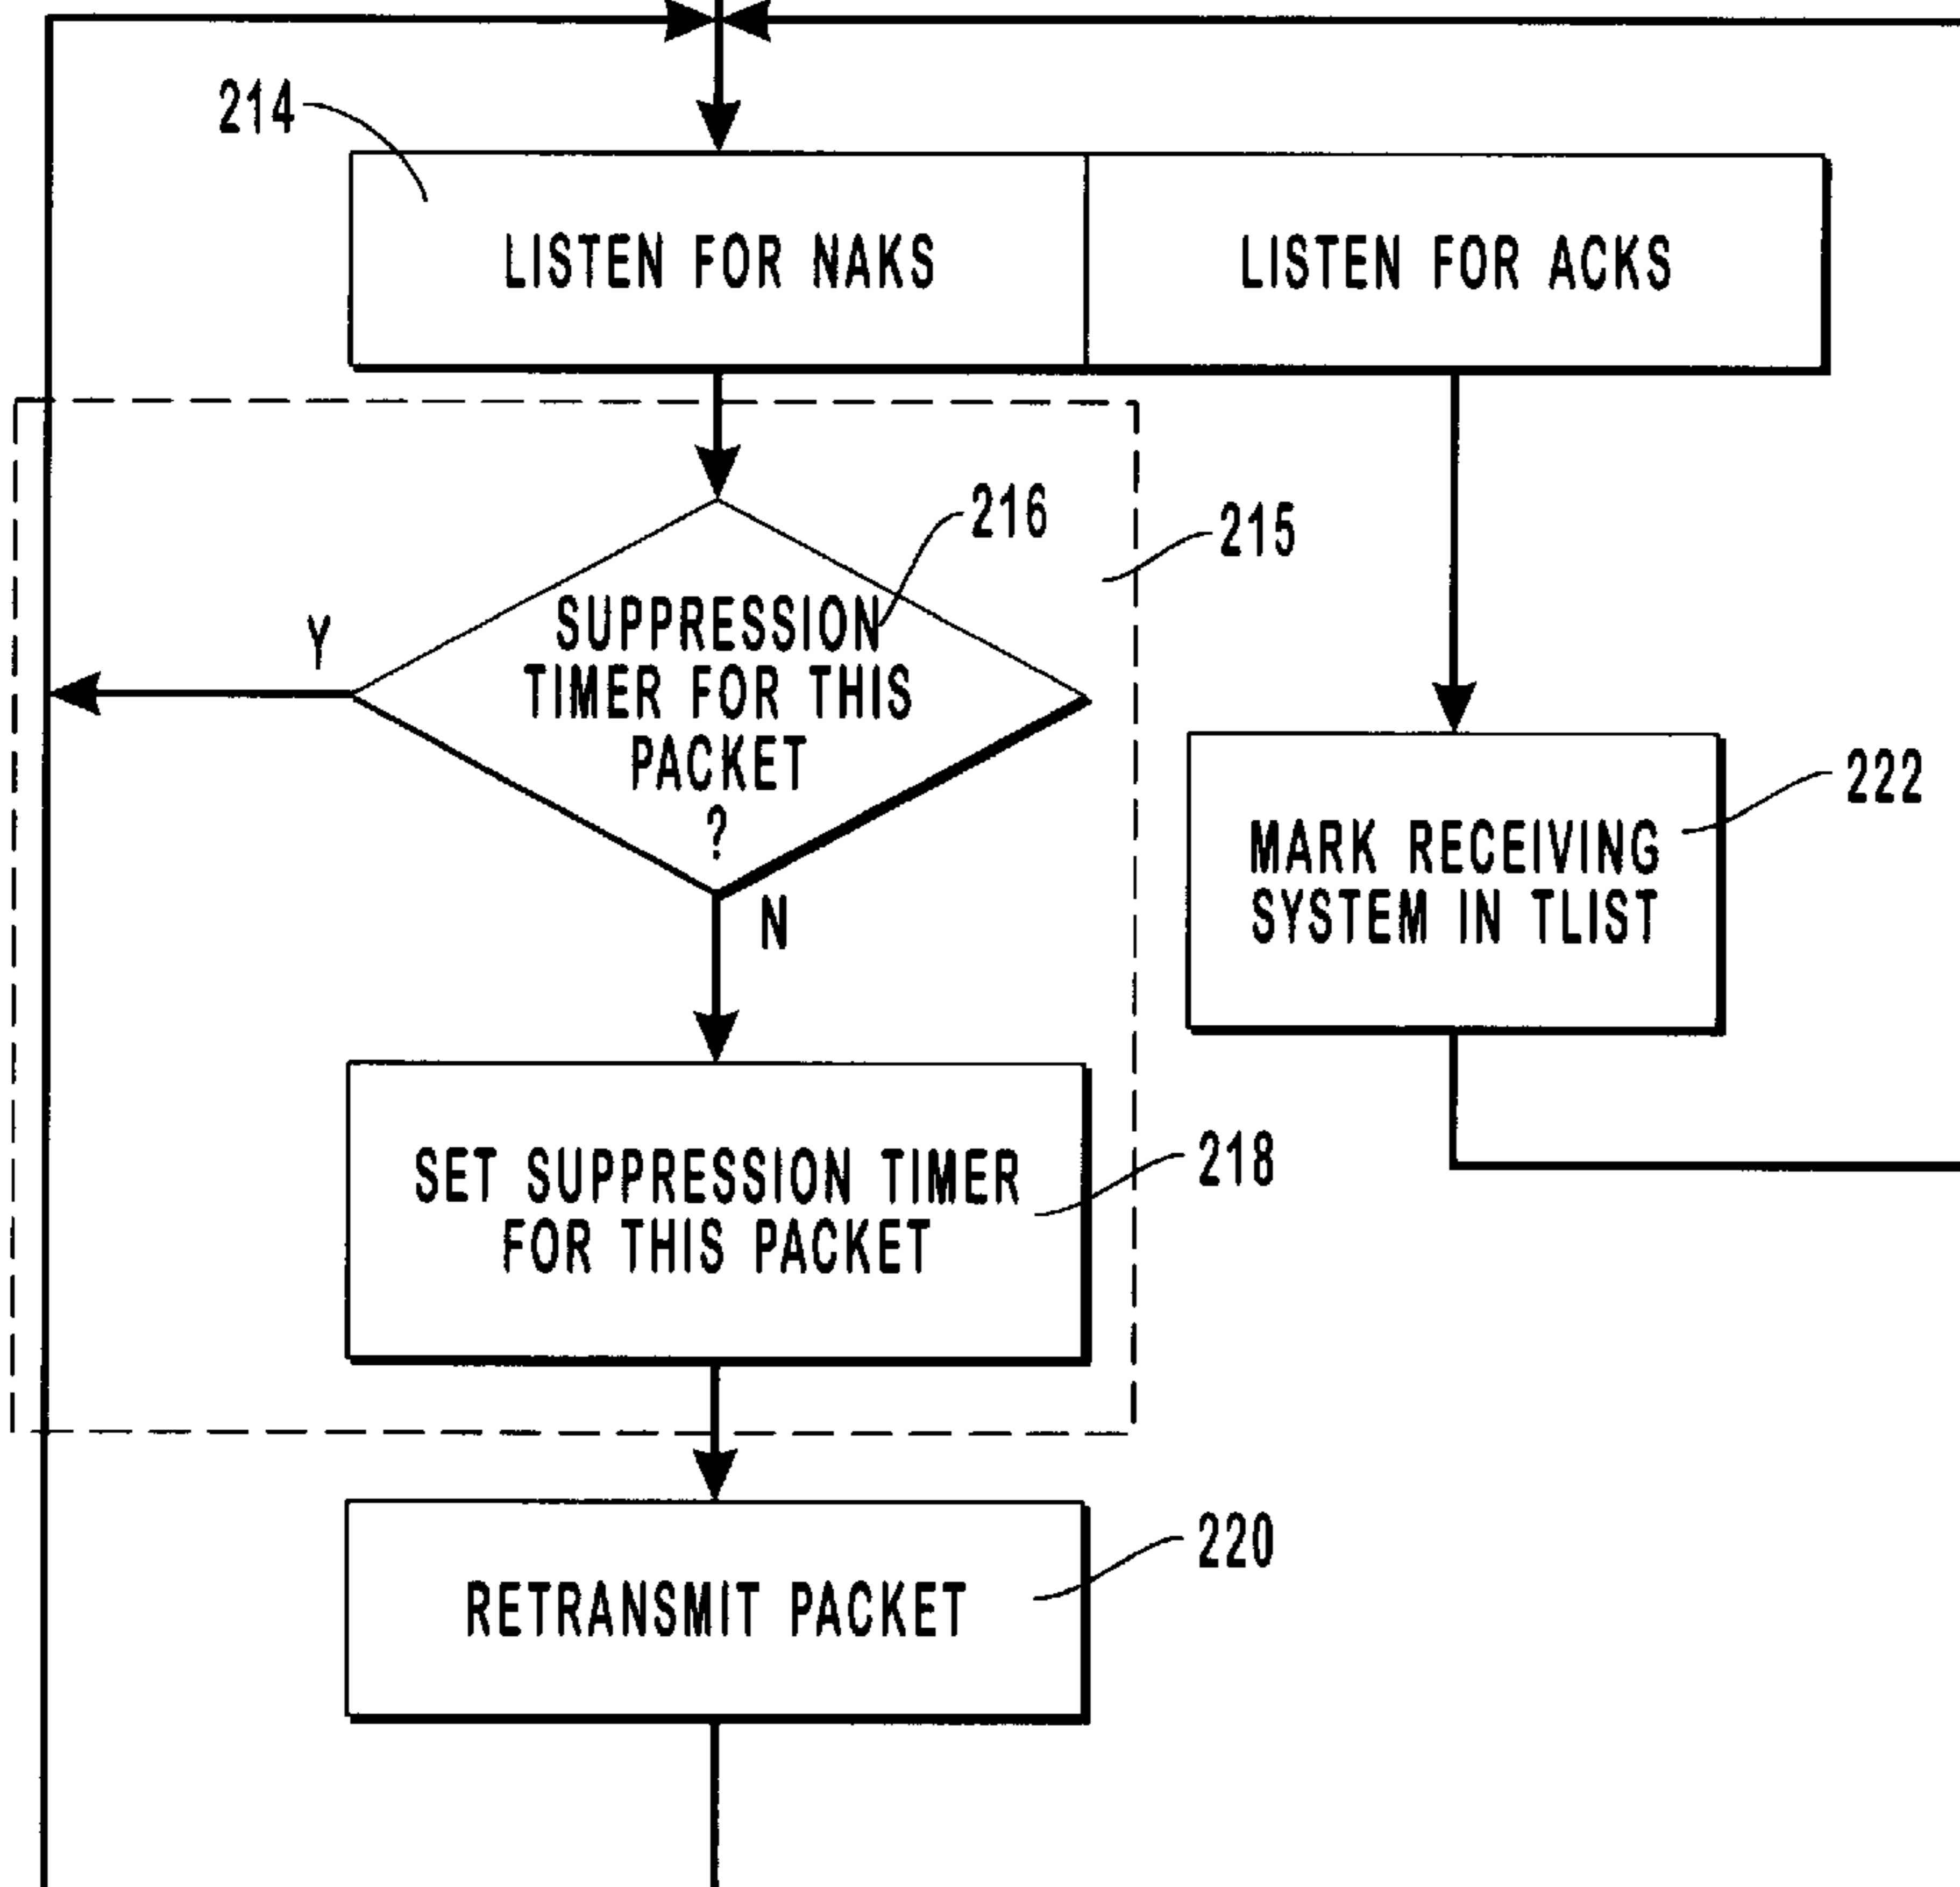 214
LISTEN FOR NAKS
LISTEN FOR ACKS
216
215
SUPPRESSION
TIMER FOR THIS
PACKET
?
Y
N
222
MARK RECEIVING
SYSTEM IN TLIST
218
SET SUPPRESSION TIMER
FOR THIS PACKET
220
RETRANSMIT PACKET